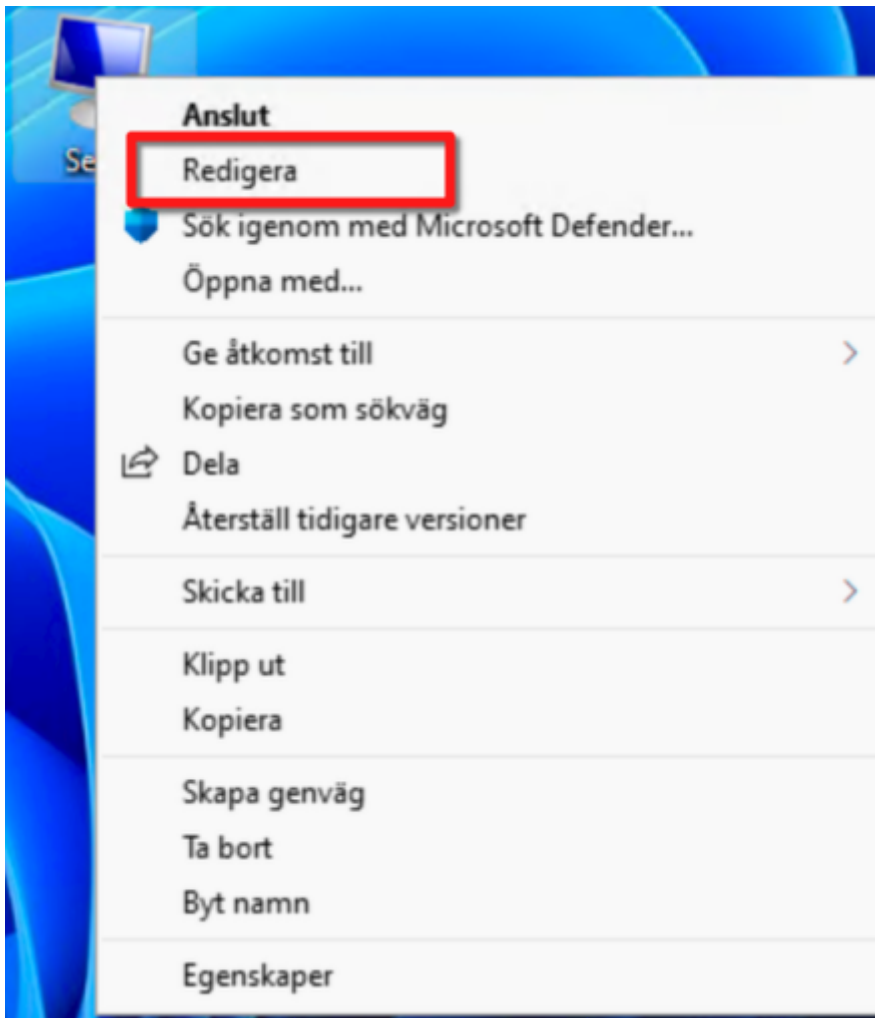 Anslut
Redigera
Sök igenom med Microsoft Defender...
Öppna med...
Ge åtkomst till
Kopiera som sökväg
Dela
Återställ tidigare versioner
Skicka till
Klipp ut
Kopiera
Skapa genväg
Ta bort
Byt namn
Egenskaper